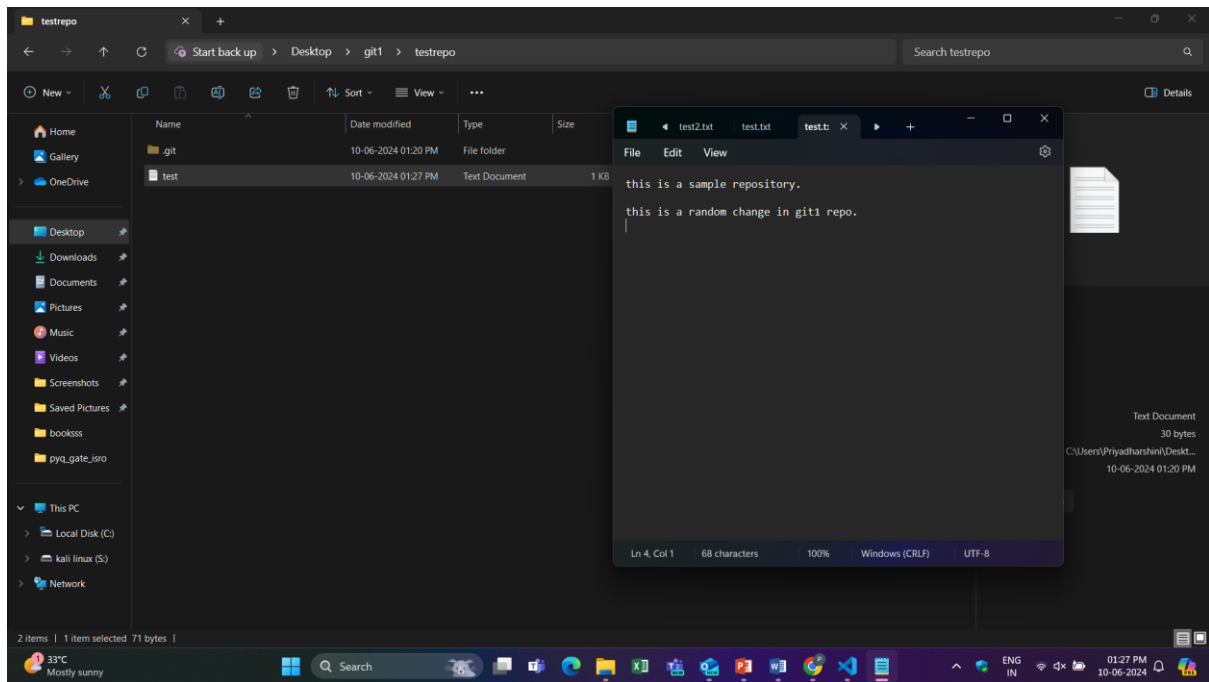 testrepo
Start back up > Desktop > git1 > testrepo
Search testrepo
New
Sort
View
Details
Name
Date modified
Type
Size
.git
10-06-2024 01:20 PM
File folder
test
10-06-2024 01:27 PM
Text Document
1 KB
Home
Gallery
OneDrive
Desktop
Downloads
Documents
Pictures
Music
Videos
Screenshots
Saved Pictures
booksss
pyq_gate_isro
This PC
Local Disk (C:)
kali linux (S:)
Network
test2.txt
test.txt
test.t
File Edit View
this is a sample repository.
this is a random change in git1 repo.
Ln 4, Col 1
68 characters
100%
Windows (CRLF)
UTF-8
Text Document
30 bytes
C:\Users\Priyadharshini\Deskt...
10-06-2024 01:20 PM
2 items
1 item selected 71 bytes
1
33°C
Mostly sunny
Search
ENG
IN
01:27 PM
10-06-2024